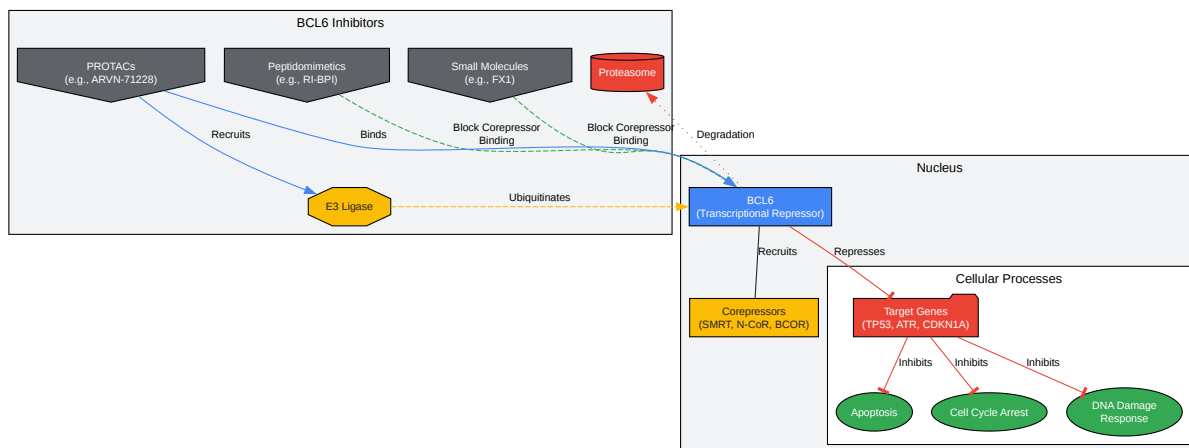 BCL6 Inhibitors
PROTACs
(e.g., ARVN-71228)
Peptidomimetics
(e.g., RI-BPI)
Small Molecules
(e.g., FX1)
Proteasome
Recruits
Binds
Block Corepressor
Binding
Block Corepressor
Binding
Degradation
Nucleus
E3 Ligase
Ubiquitinates
BCL6
(Transcriptional Repressor)
Recruits
Represses
Cellular Processes
Corepressors
(SMRT, N-CoR, BCOR)
Target Genes
(TP53, ATR, CDKN1A)
Inhibits
Inhibits
Inhibits
Apoptosis
Cell Cycle Arrest
DNA Damage
Response